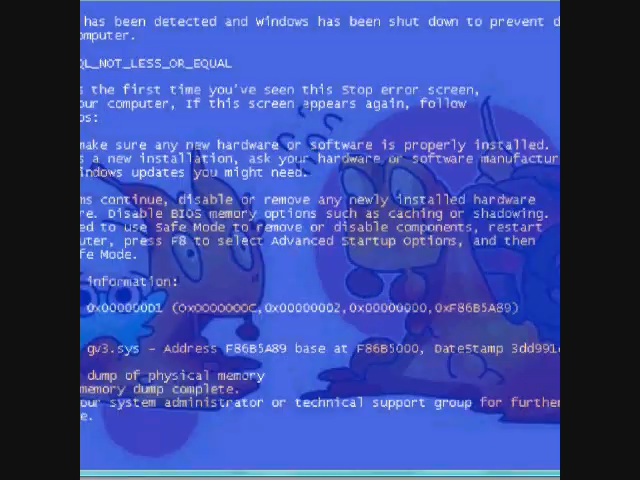 has been detected and Windows has been shut down to prevent d
omputer.
QL_NOT_LESS_OR_EQUAL
s the first time you've seen this Stop error screen,
our computer, If this screen appears again, follow
ps:
make sure any new hardware or software is properly installed.
s a new installation, ask your hardware or software manufactur
indows updates you might need.
ms continue, disable or remove any newly installed hardware
re. Disable BIOS memory options such as caching or shadowing.
ed to use Safe Mode to remove or disable components, restart
uter, press F8 to select Advanced Startup Options, and then
fe Mode.
information:
0x000000D1 (0x0000000C,0x00000002,0x00000000,0xF86B5A89)
gv3.sys - Address F86B5A89 base at F86B5000, DateStamp 3dd991e
dump of physical memory
memory dump complete.
our system administrator or technical support group for further
e.